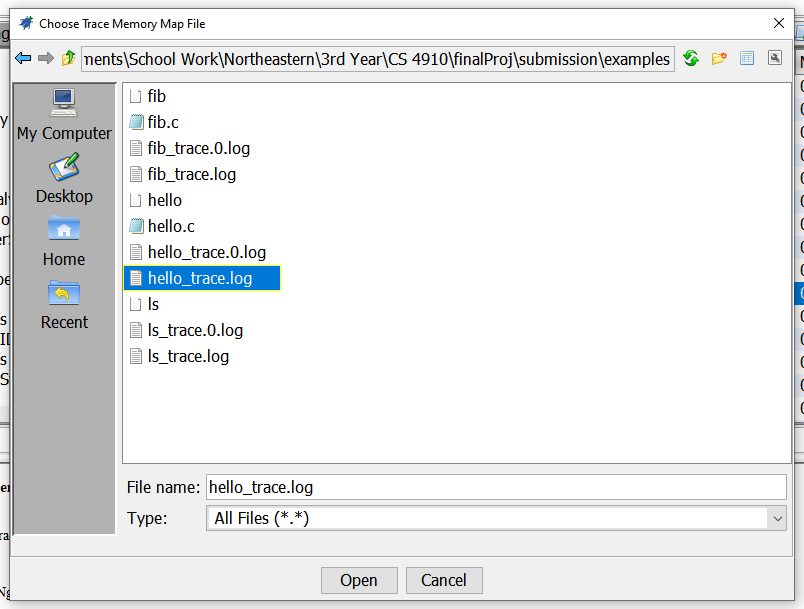 Choose Trace Memory Map File
ments\School Work\Northeastern\3rd Year\CS 4910\finalProj\submission\examples
My Computer
Desktop
Home
Recent
fib
fib.c
fib_trace.0.log
fib_trace.log
hello
hello.c
hello_trace.0.log
hello_trace.log
ls
ls_trace.0.log
ls_trace.log
File name: hello_trace.log
Type: All Files (*.*)
Open Cancel